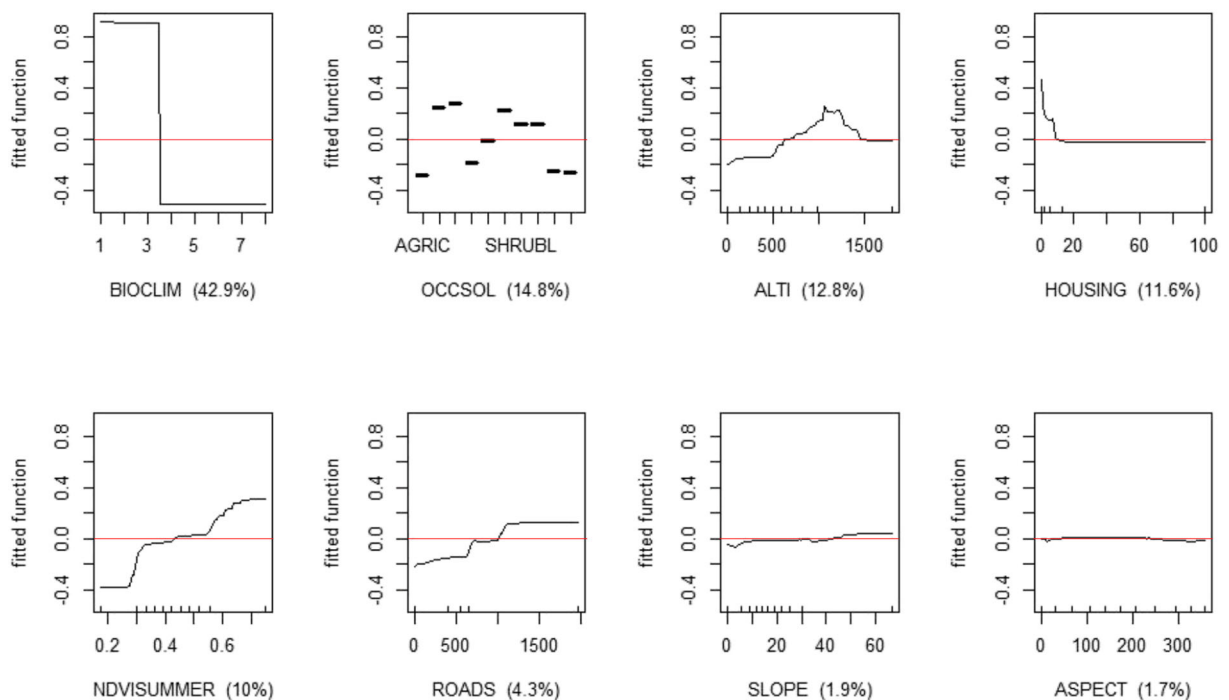 fitted function
0.8
0.4
0.0
-0.4
1 3 5 7
BIOCLIM (42.9%)
fitted function
0.8
0.4
0.0
-0.4
AGRIC SHRUBL
OCCSOL (14.8%)
fitted function
0.8
0.4
0.0
-0.4
0 500 1500
ALTI (12.8%)
fitted function
0.8
0.4
0.0
-0.4
0 20 60 100
HOUSING (11.6%)
fitted function
0.8
0.4
0.0
-0.4
0.2 0.4 0.6
NDVISUMMER (10%)
fitted function
0.8
0.4
0.0
-0.4
0 500 1500
ROADS (4.3%)
fitted function
0.8
0.4
0.0
-0.4
0 20 40 60
SLOPE (1.9%)
fitted function
0.8
0.4
0.0
-0.4
0 100 200 300
ASPECT (1.7%)